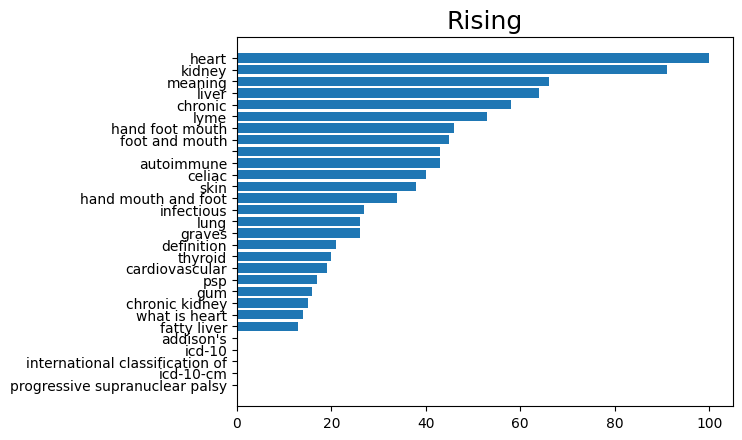 Rising
heart
kidney
meaning
liver
chronic
lyme
hand foot mouth
foot and mouth
autoimmune
celiac
skin
hand mouth and foot
infectious
lung
graves
definition
thyroid
cardiovascular
psp
gum
chronic kidney
what is heart
fatty liver
addison's
icd-10
international classification of
icd-10-cm
progressive supranuclear palsy
0 20 40 60 80 100